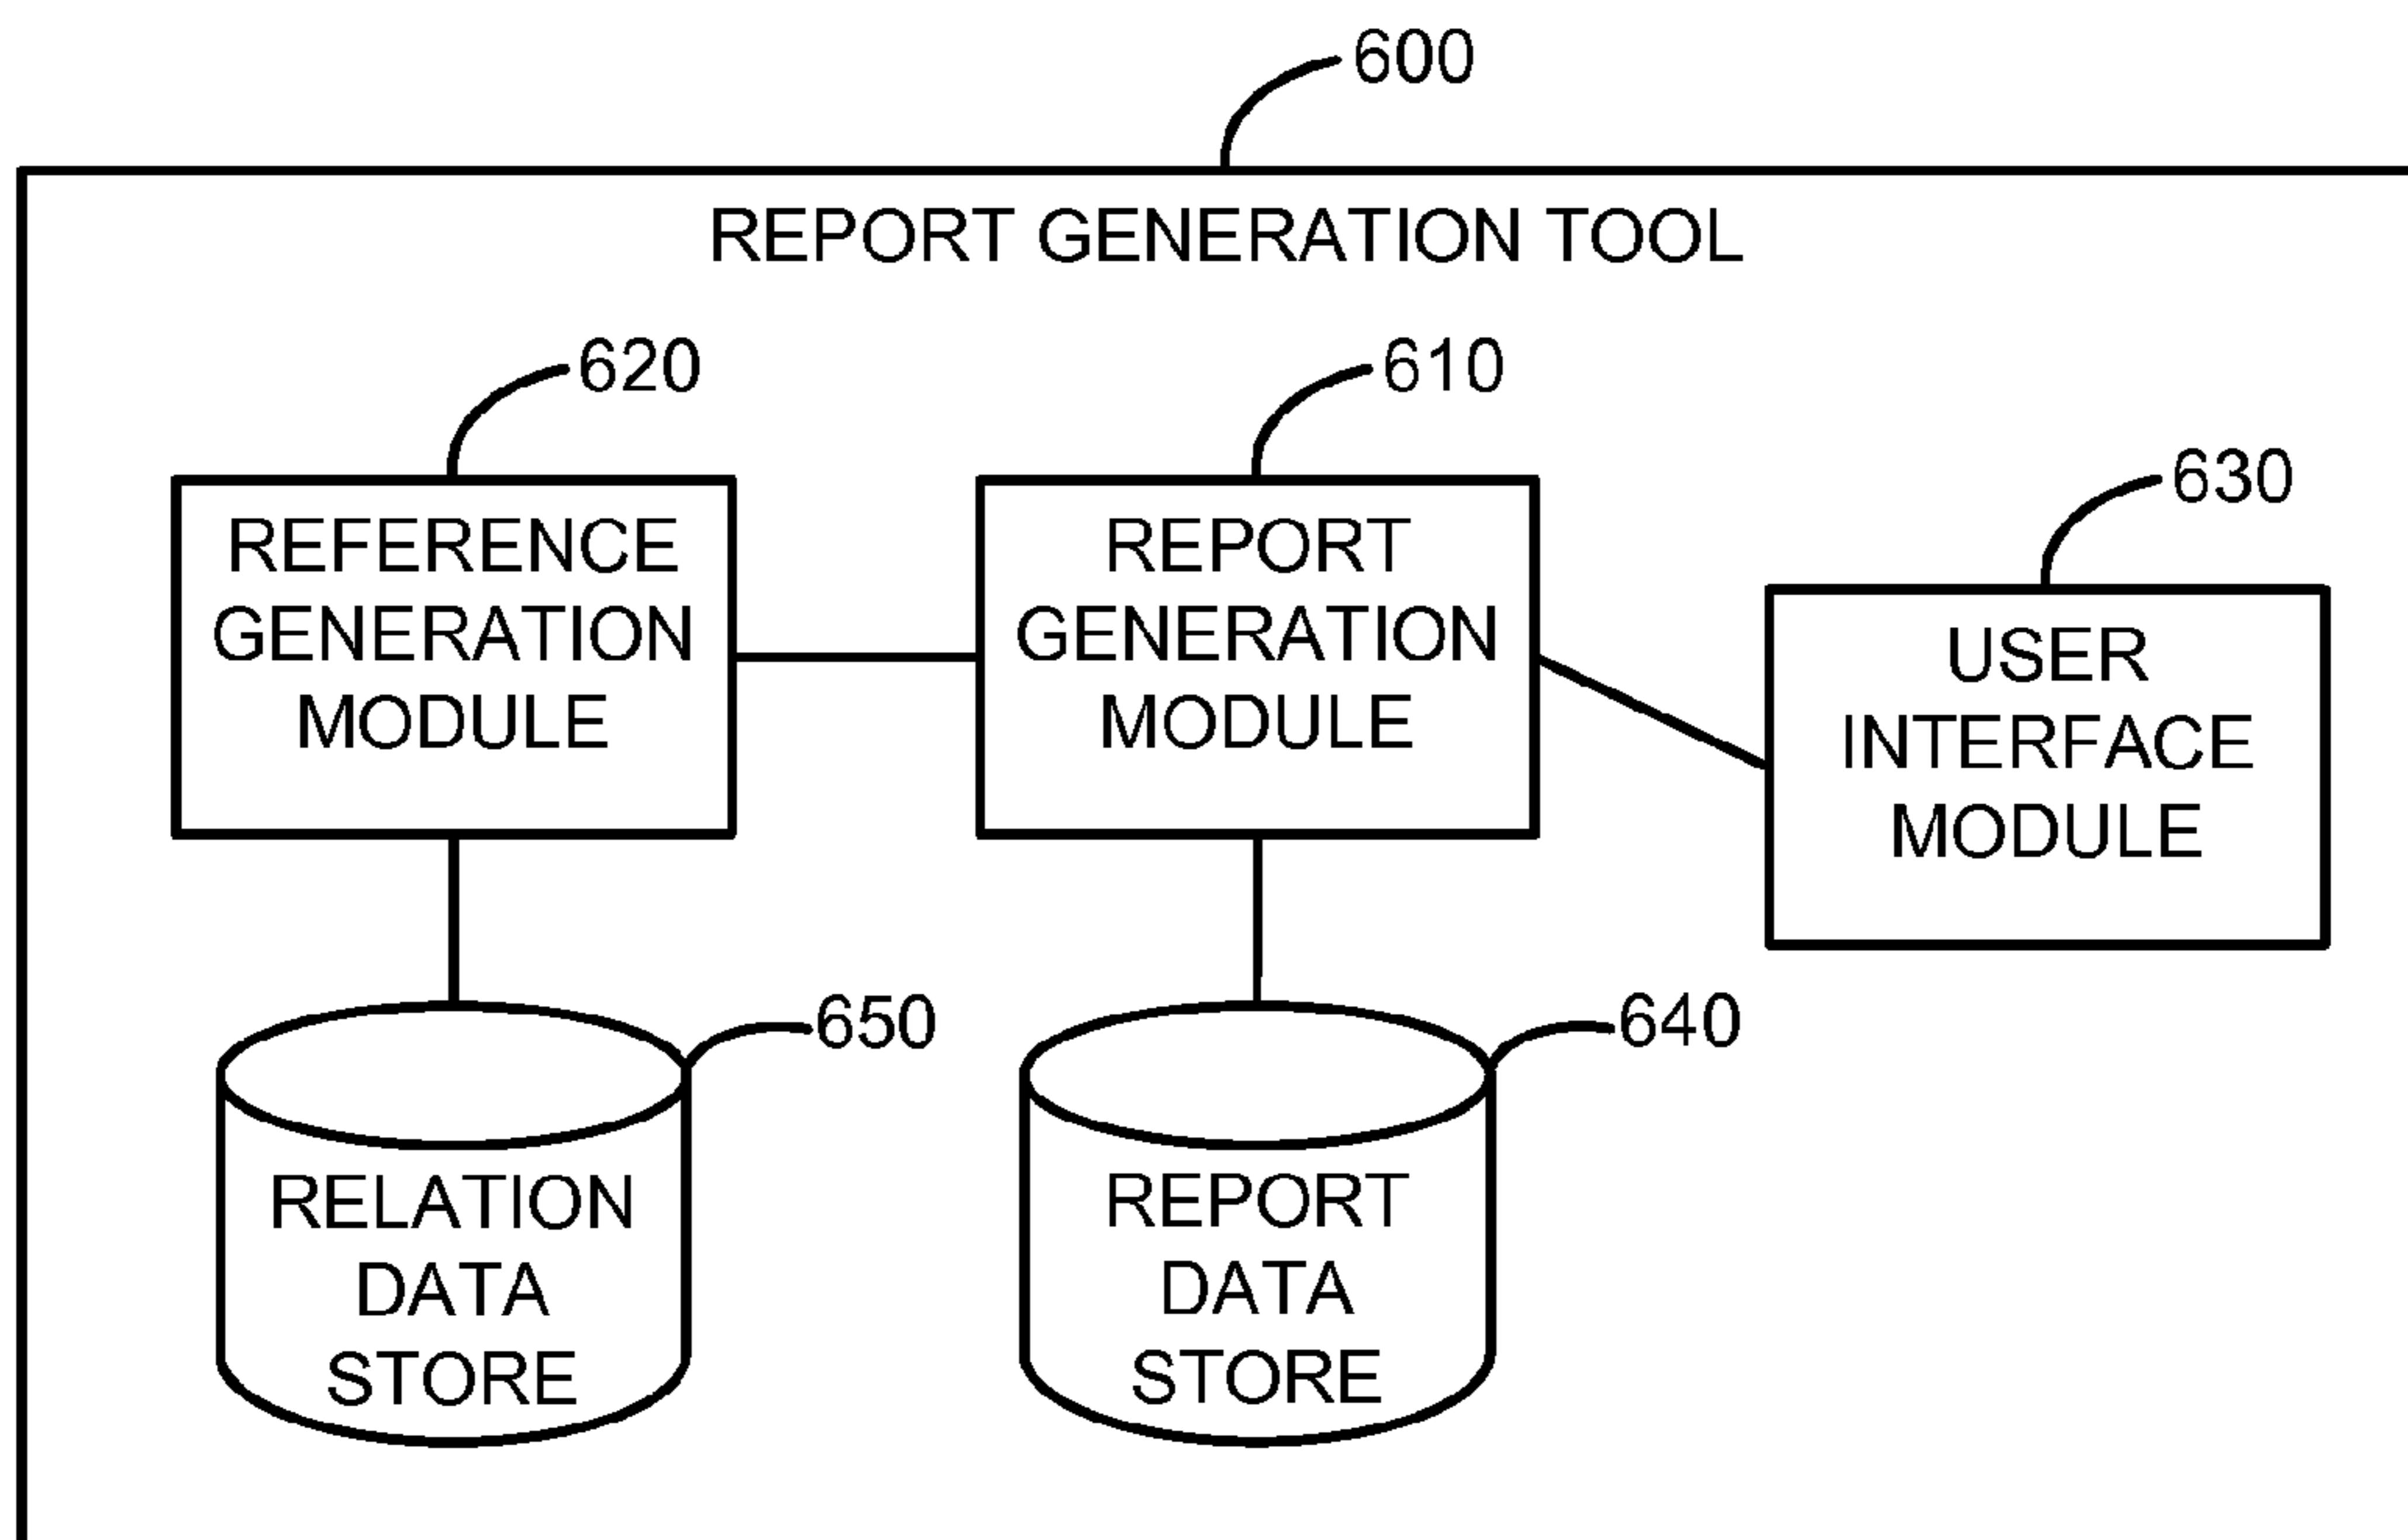 600
REPORT GENERATION TOOL
620
610
630
REFERENCE
GENERATION
MODULE
REPORT
GENERATION
MODULE
USER
INTERFACE
MODULE
650
640
RELATION
DATA
STORE
REPORT
DATA
STORE